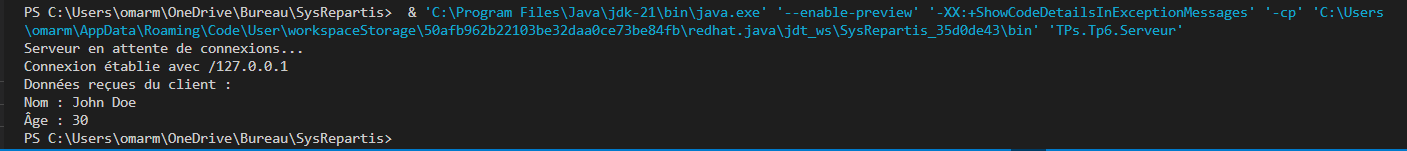 PS C:\Users\omarm\OneDrive\Bureau\SysRepartis>  & 'C:\Program Files\Java\jdk-21\bin\java.exe' '--enable-preview' '-XX:+ShowCodeDetailsInExceptionMessages' '-cp' 'C:\Users
\omarm\AppData\Roaming\Code\User\workspaceStorage\50afb962b22103be32daa0ce73be84fb\redhat.java\jdt_ws\SysRepartis_35d0de43\bin' 'TPs.Tp6.Serveur'
Serveur en attente de connexions...
Connexion établie avec /127.0.0.1
Données reçues du client :
Nom : John Doe
Âge : 30
PS C:\Users\omarm\OneDrive\Bureau\SysRepartis>